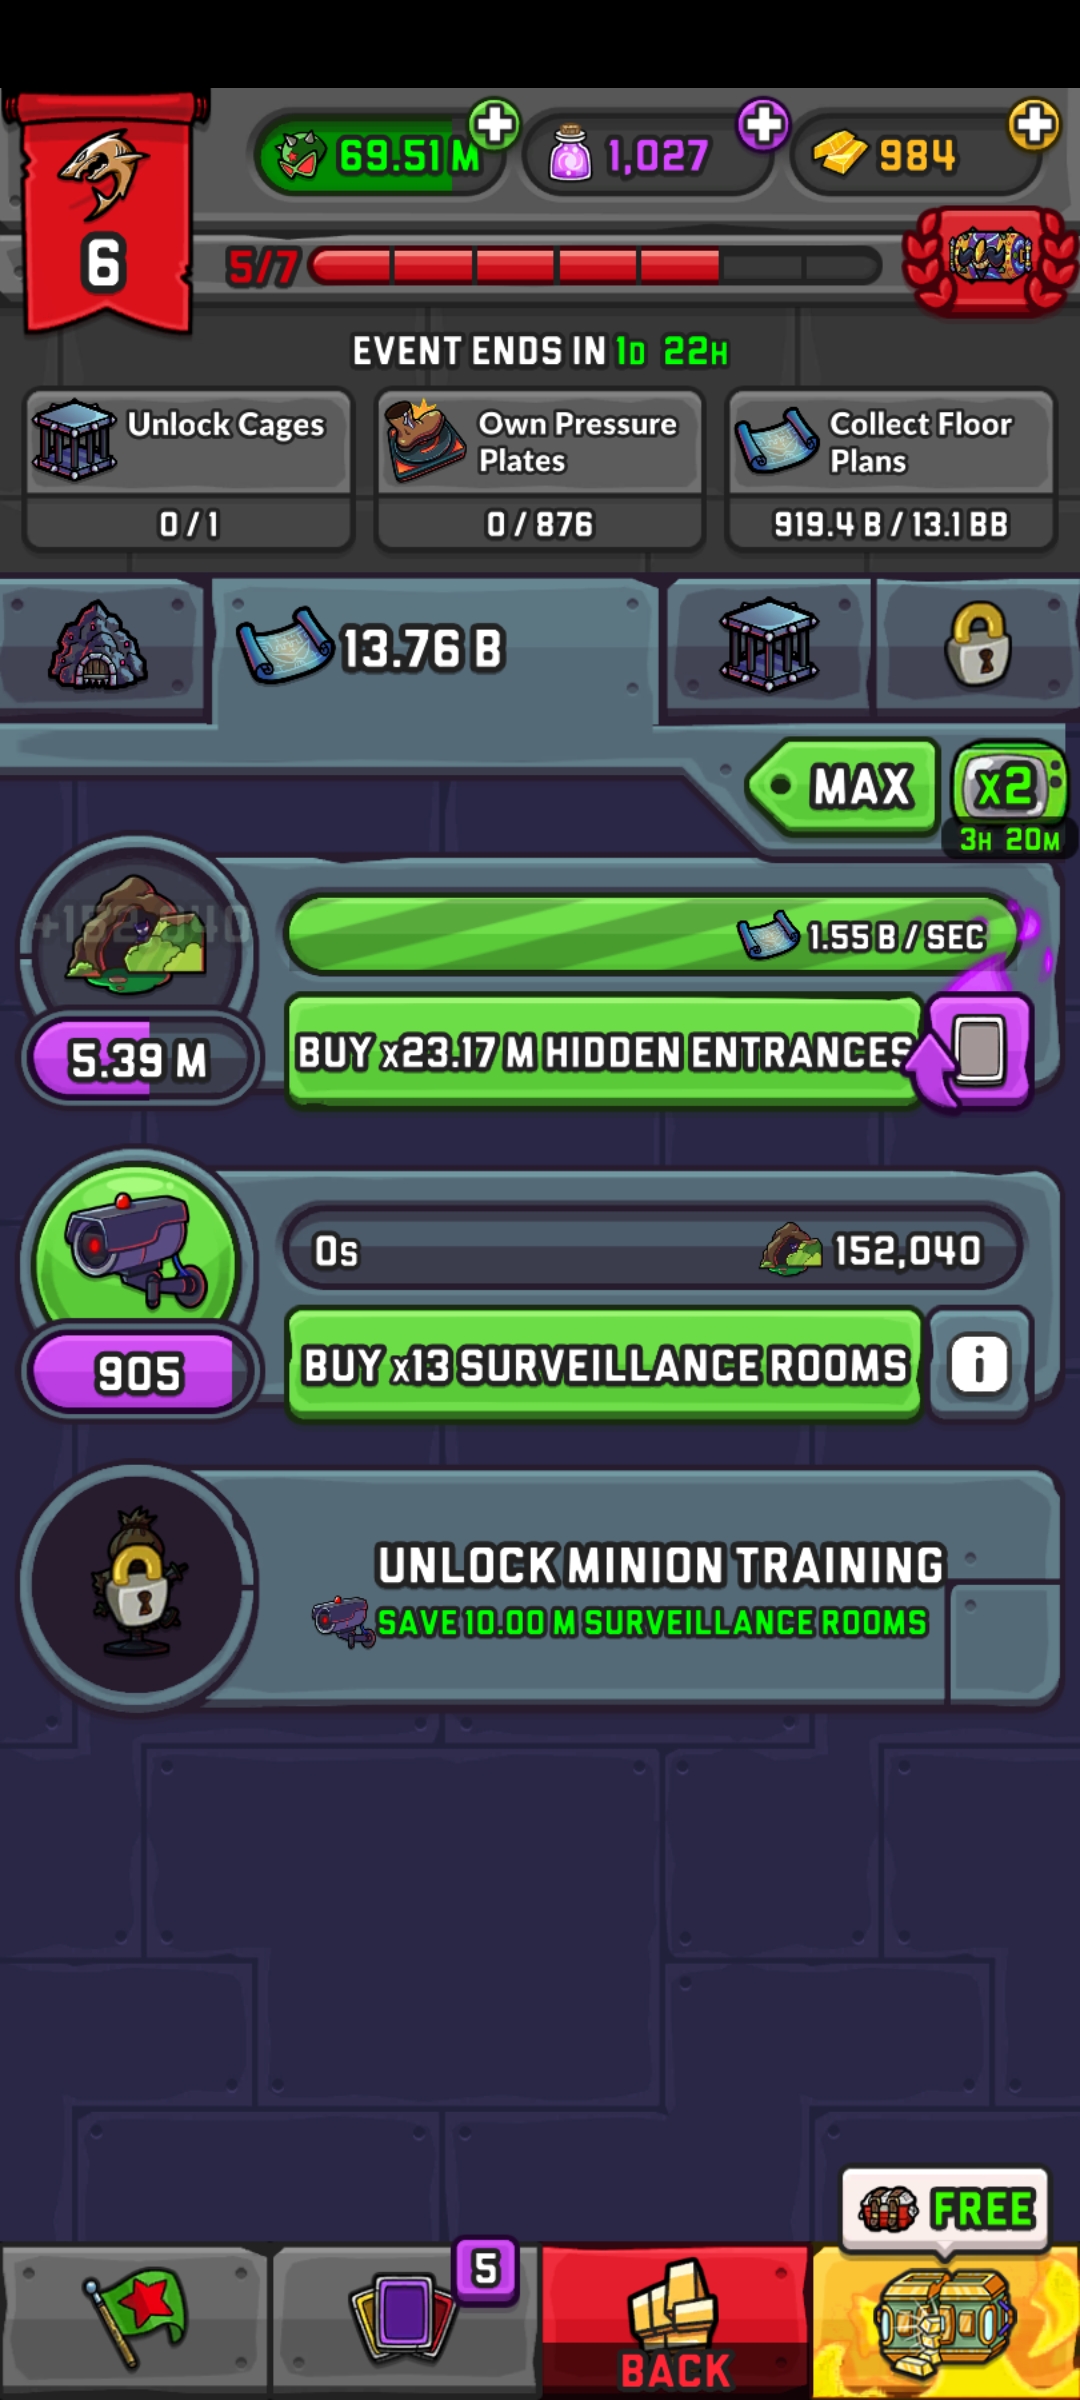 69.51 M
1,027
984
6
5/7
EVENT ENDS IN 1D 22H
Unlock Cages
0 / 1
Own Pressure
Plates
0 / 876
Collect Floor
Plans
919.4 B / 13.1 BB
13.76 B
MAX
x2
3H 20M
+152,040
1.55 B / SEC
5.39 M
BUY x23.17 M HIDDEN ENTRANCES
0s
152,040
905
BUY x13 SURVEILLANCE ROOMS
i
UNLOCK MINION TRAINING
SAVE 10.00 M SURVEILLANCE ROOMS
FREE
5
BACK